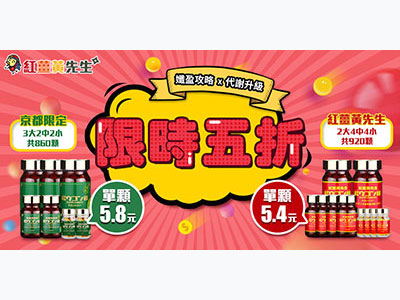 紅薑黃先生
孅盈攻略 x 代謝升級
限時五折
京都限定
3大2中2小
共860顆
單顆
5.8元
紅薑黃先生
2大4中4小
共920顆
單顆
5.4元